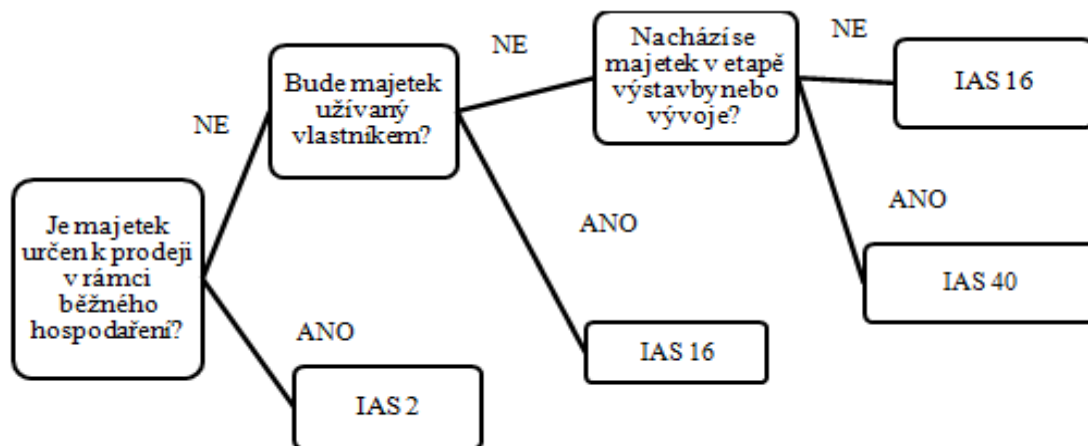 Je majetek
určen k prodeji
v rámci
běžného
hospodaření?
NE
ANO
Bude majetek
užívaný
vlastníkem?
IAS 2
NE
ANO
Nachází se
majetek v etapě
výstavby nebo
vývoje?
IAS 16
NE
ANO
IAS 16
IAS 40